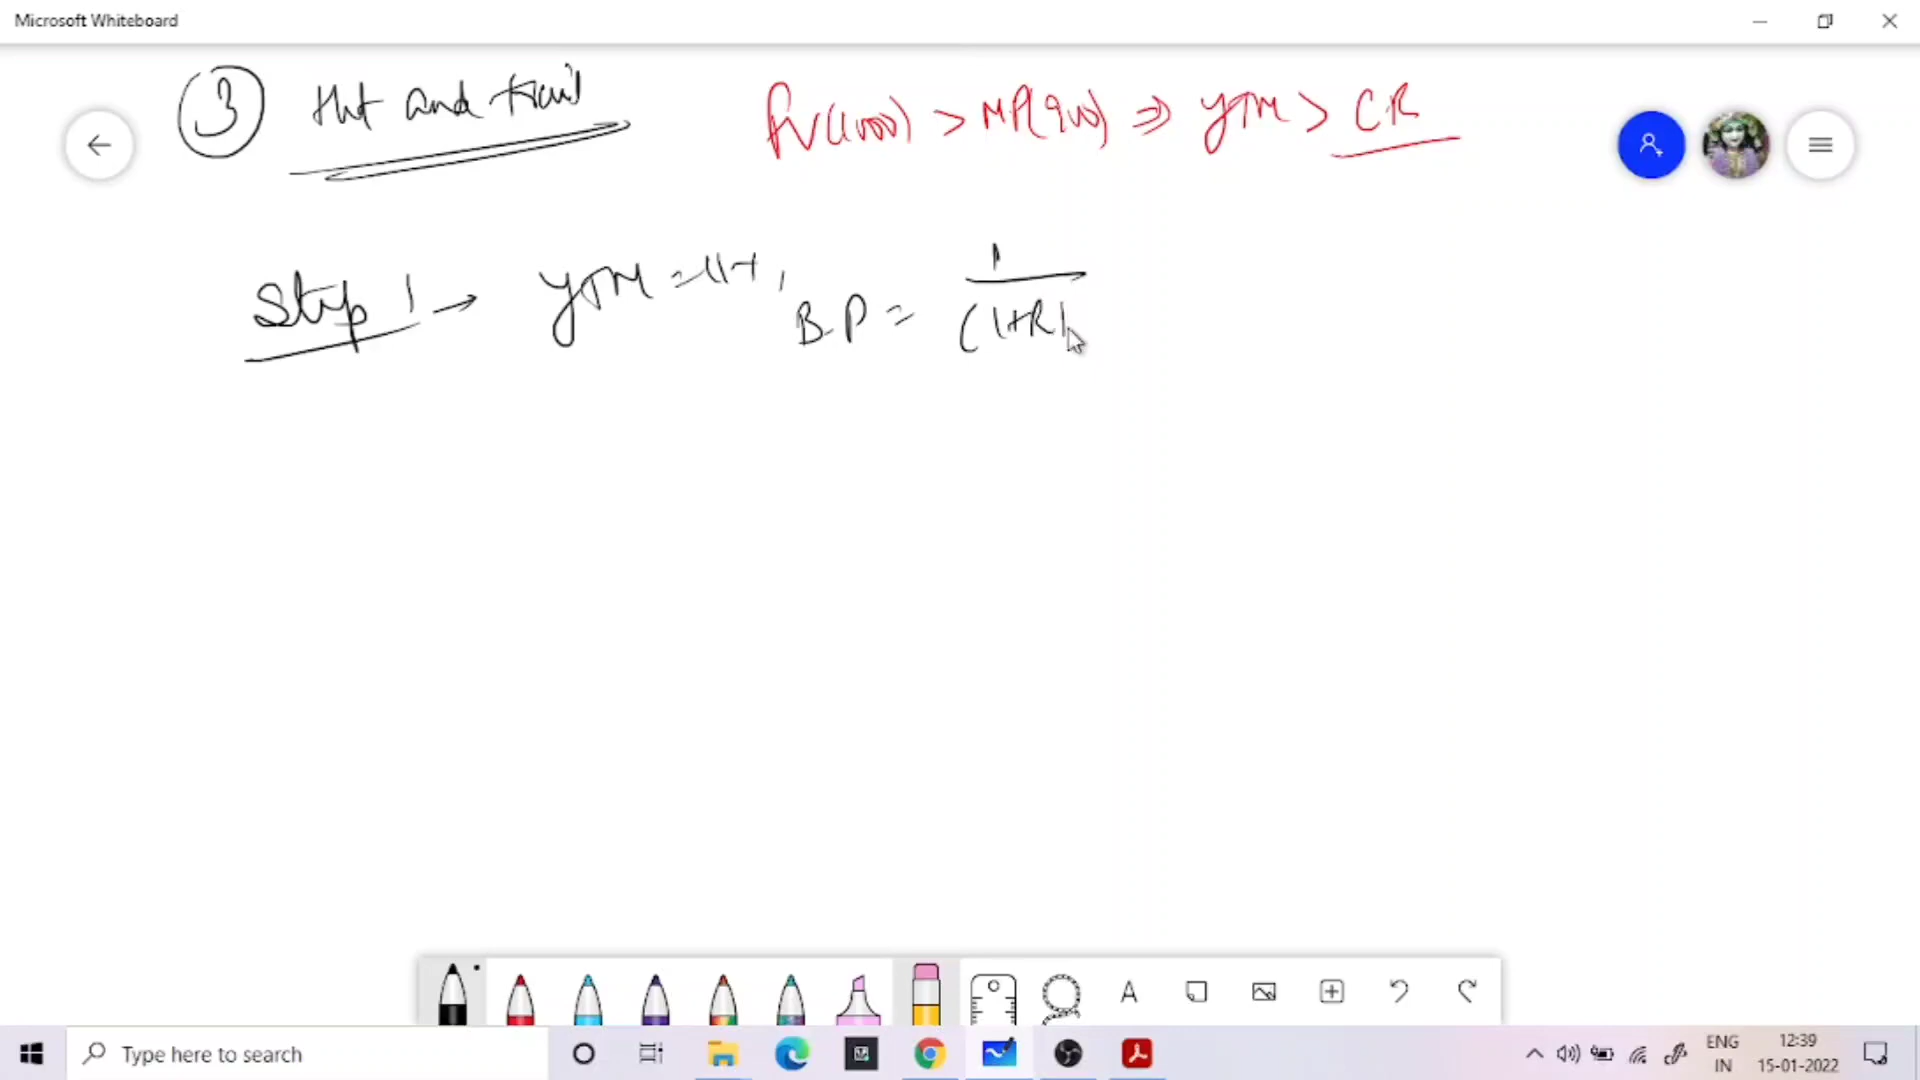 Microsoft Whiteboard
3 Hit and trail
FV(1000) > MP(900) ⇒ YTM > CR
Step 1 → YTM = 11%,
B.P = 1
(1+R)
Type here to search
A
ENG
IN
12:39
15-01-2022